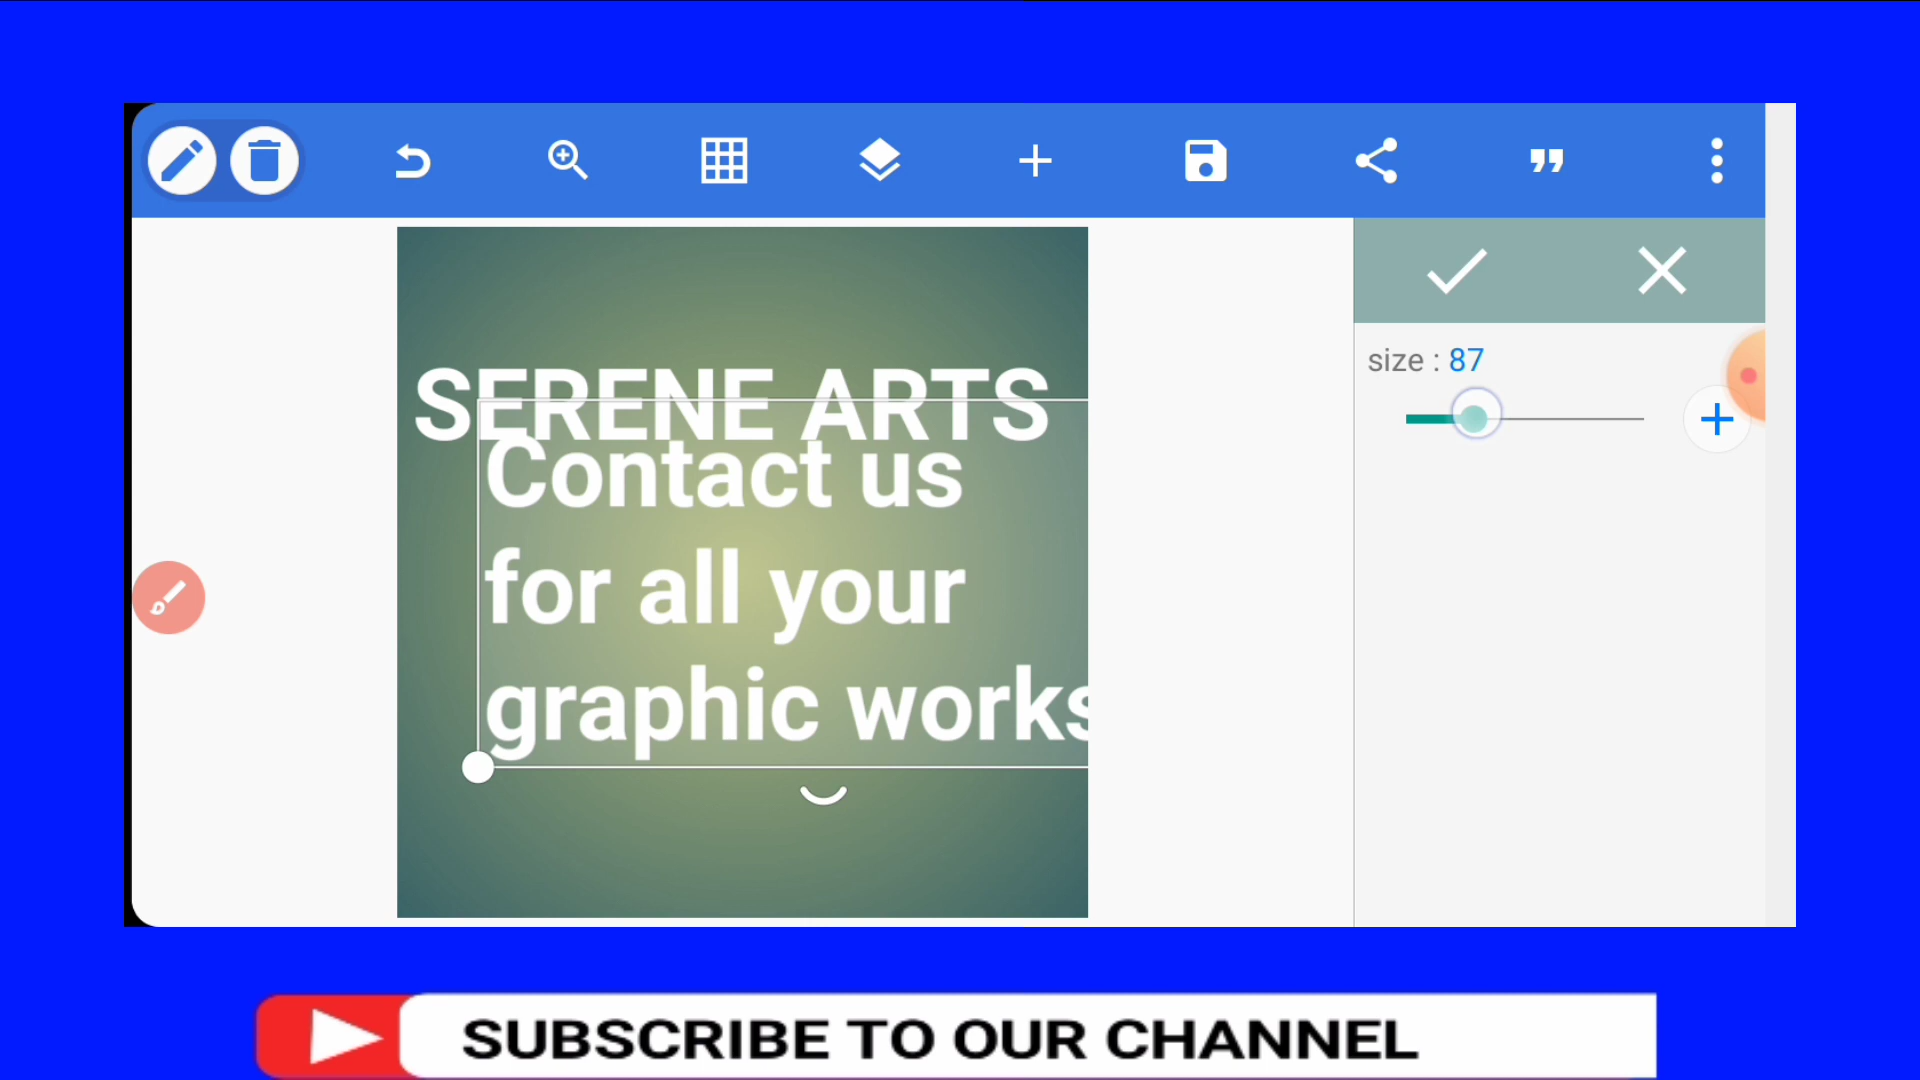 size : 87
SERENE ARTS
Contact us
for all your
graphic works
SUBSCRIBE TO OUR CHANNEL